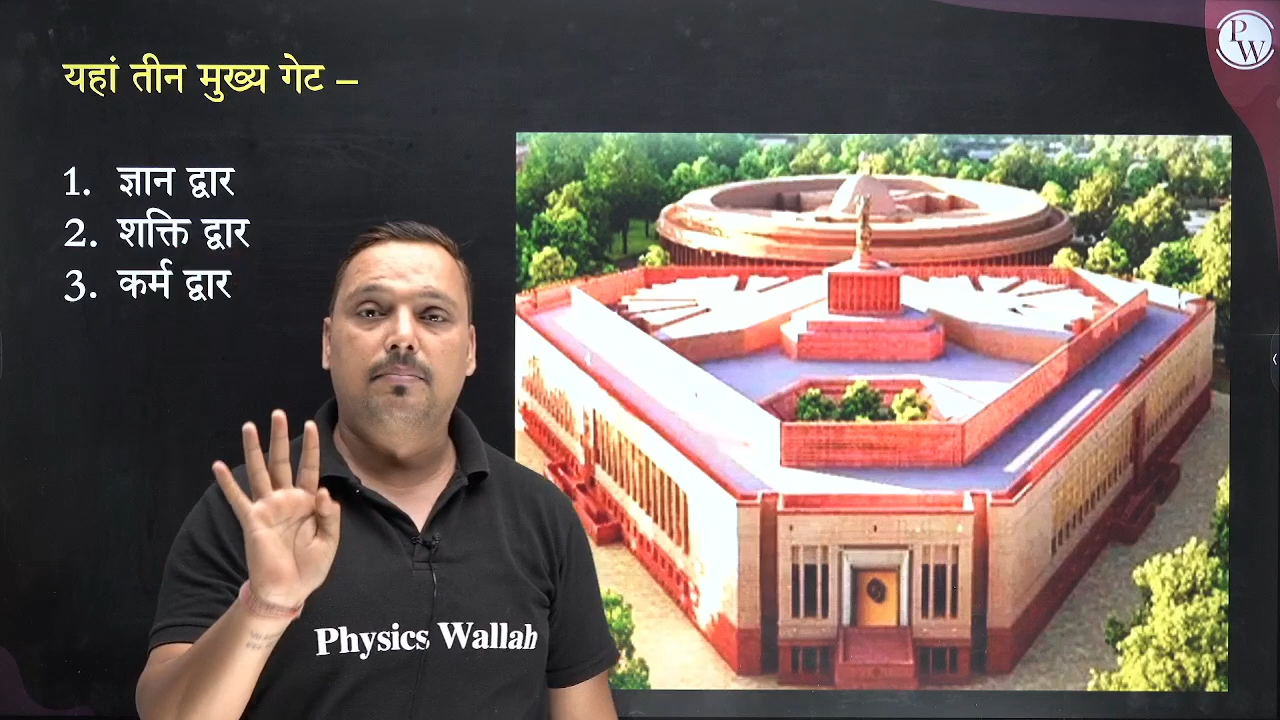 यहां तीन मुख्य गेट –
1. ज्ञान द्वार
2. शक्ति द्वार
3. कर्म द्वार
Physics Wallah
PW